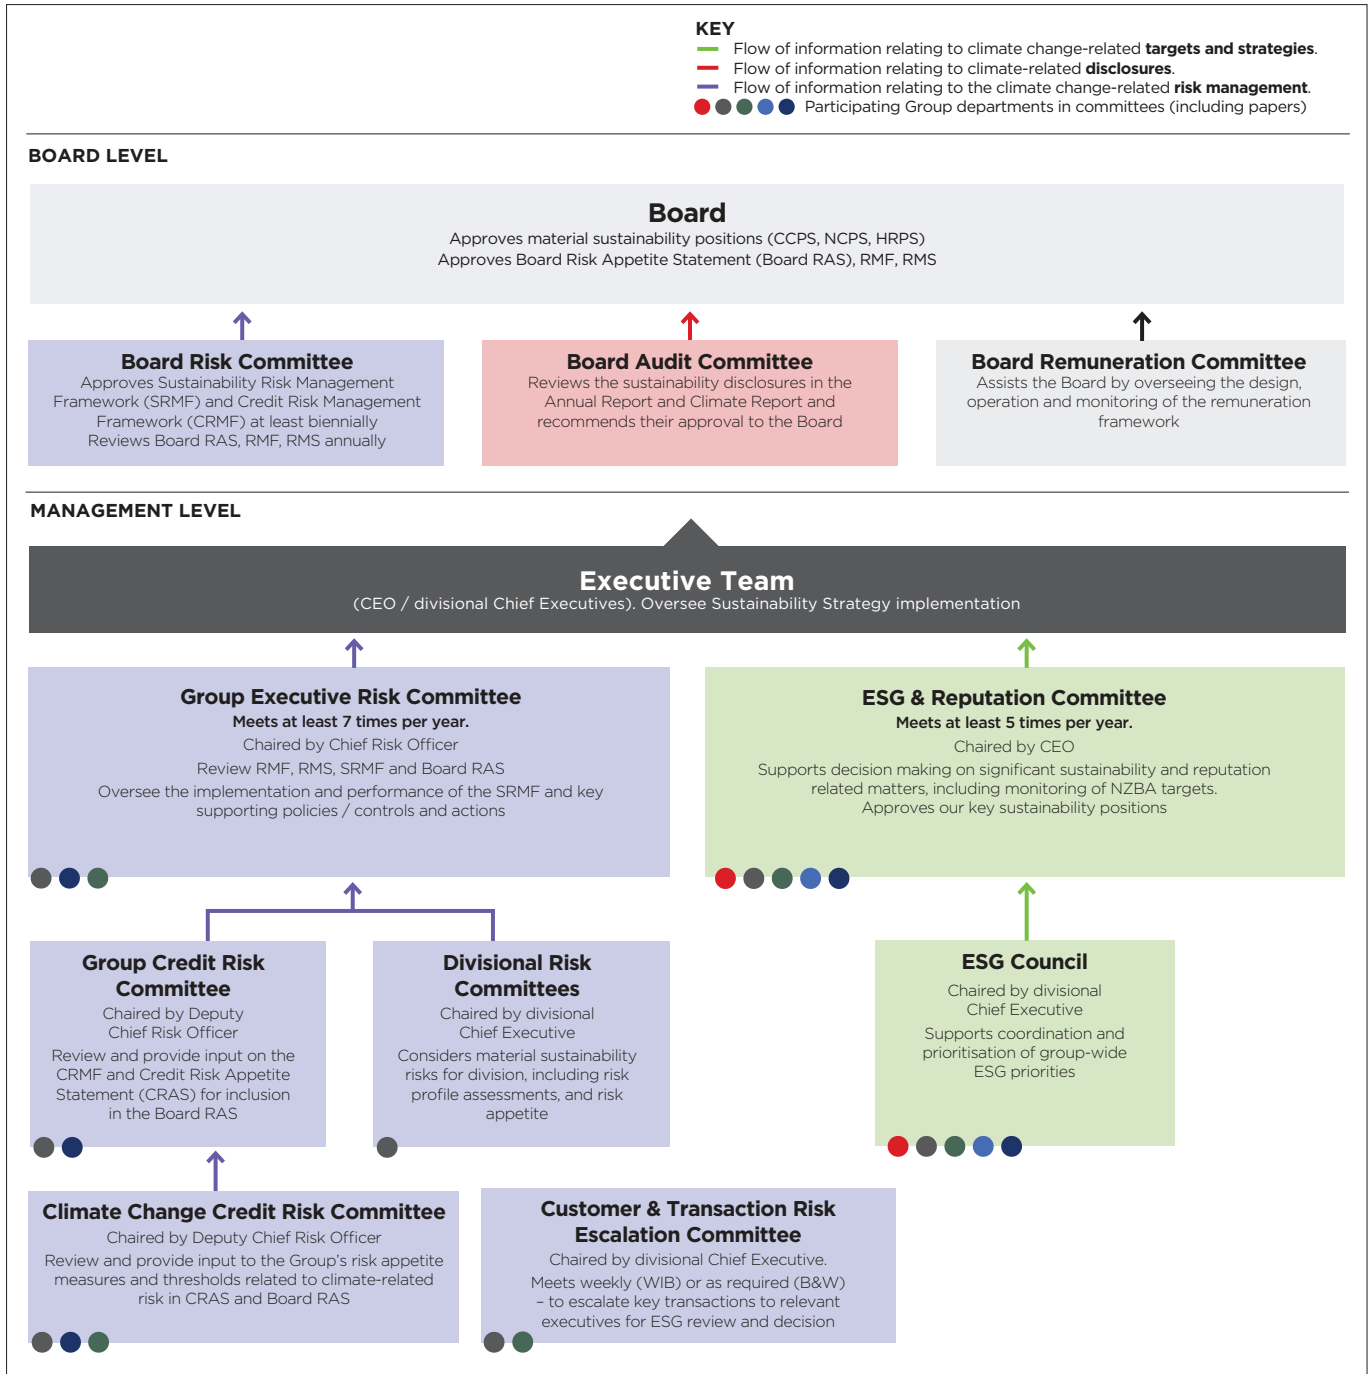 KEY
Flow of information relating to climate change-related targets and strategies.
Flow of information relating to climate-related disclosures.
Flow of information relating to the climate change-related risk management.
Participating Group departments in committees (including papers)
BOARD LEVEL
Board
Approves material sustainability positions (CCPS, NCPS, HRPS)
Approves Board Risk Appetite Statement (Board RAS), RMF, RMS
Board Risk Committee
Approves Sustainability Risk Management
Framework (SRMF) and Credit Risk Management
Framework (CRMF) at least biennially
Reviews Board RAS, RMF, RMS annually
Board Audit Committee
Reviews the sustainability disclosures in the
Annual Report and Climate Report and
recommends their approval to the Board
Board Remuneration Committee
Assists the Board by overseeing the design,
operation and monitoring of the remuneration
framework
MANAGEMENT LEVEL
Executive Team
(CEO / divisional Chief Executives). Oversee Sustainability Strategy implementation
Group Executive Risk Committee
Meets at least 7 times per year.
Chaired by Chief Risk Officer
Review RMF, RMS, SRMF and Board RAS
Oversee the implementation and performance of the SRMF and key
supporting policies / controls and actions
ESG & Reputation Committee
Meets at least 5 times per year.
Chaired by CEO
Supports decision making on significant sustainability and reputation
related matters, including monitoring of NZBA targets.
Approves our key sustainability positions
Group Credit Risk
Committee
Chaired by Deputy
Chief Risk Officer
Review and provide input on the
CRMF and Credit Risk Appetite
Statement (CRAS) for inclusion
in the Board RAS
Divisional Risk
Committees
Chaired by divisional
Chief Executive
Considers material sustainability
risks for division, including risk
profile assessments, and risk
appetite
ESG Council
Chaired by divisional
Chief Executive
Supports coordination and
prioritisation of group-wide
ESG priorities
Climate Change Credit Risk Committee
Chaired by Deputy Chief Risk Officer
Review and provide input to the Group's risk appetite
measures and thresholds related to climate-related
risk in CRAS and Board RAS
Customer & Transaction Risk
Escalation Committee
Chaired by divisional Chief Executive.
Meets weekly (WIB) or as required (B&W)
– to escalate key transactions to relevant
executives for ESG review and decision